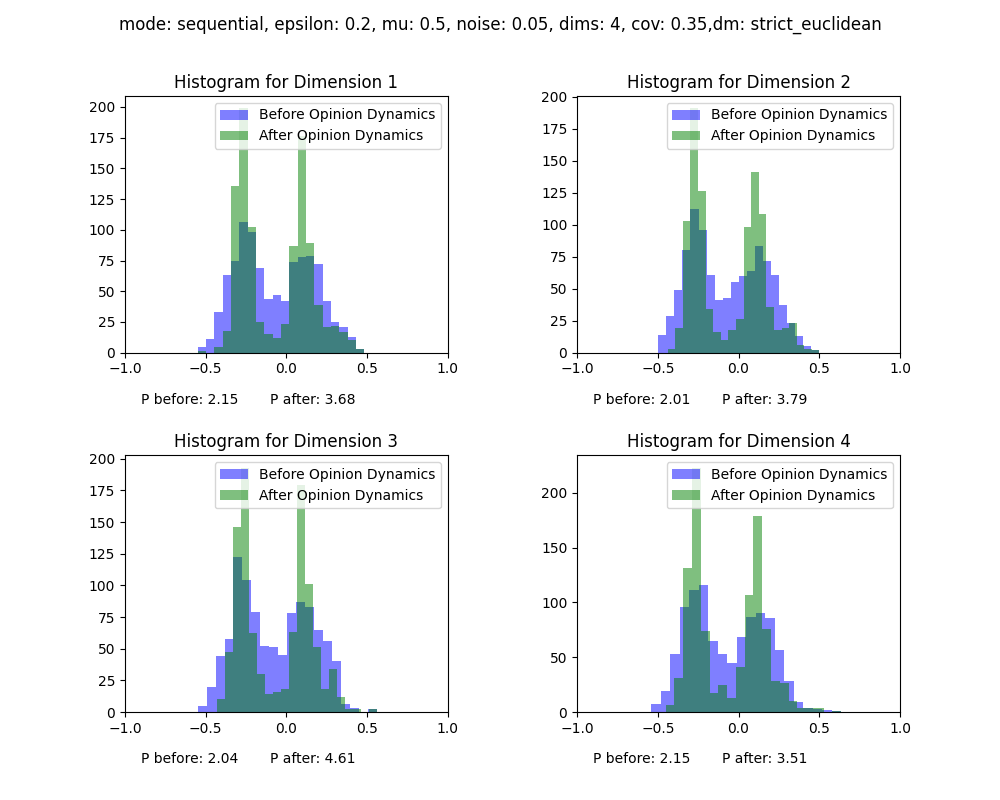 mode: sequential, epsilon: 0.2, mu: 0.5, noise: 0.05, dims: 4, cov: 0.35,dm: strict_euclidean
Histogram for Dimension 1
Before Opinion Dynamics
After Opinion Dynamics
200
175
150
125
100
75
50
25
0
−1.0 −0.5 0.0 0.5 1.0
P before: 2.15 P after: 3.68
Histogram for Dimension 2
Before Opinion Dynamics
After Opinion Dynamics
200
175
150
125
100
75
50
25
0
−1.0 −0.5 0.0 0.5 1.0
P before: 2.01 P after: 3.79
Histogram for Dimension 3
Before Opinion Dynamics
After Opinion Dynamics
200
175
150
125
100
75
50
25
0
−1.0 −0.5 0.0 0.5 1.0
P before: 2.04 P after: 4.61
Histogram for Dimension 4
Before Opinion Dynamics
After Opinion Dynamics
200
150
100
50
0
−1.0 −0.5 0.0 0.5 1.0
P before: 2.15 P after: 3.51